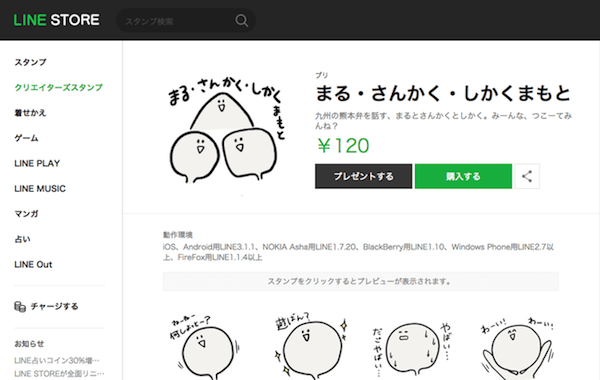 LINE STORE
スタンプ検索
スタンプ
クリエイターズスタンプ
着せかえ
ゲーム
LINE PLAY
LINE MUSIC
マンガ
占い
LINE Out
チャージする
お知らせ
LINE占いコイン30%増…
LINE STOREが全面リニ…
まる・さんかく・しかく
まもと
プリ
まる・さんかく・しかくまもと
九州の熊本弁を話す、まるとさんかくとしかく。みーんな、つこーてみ
んね?
¥120
プレゼントする
購入する
動作環境
iOS、Android用LINE3.1.1、NOKIA Asha用LINE1.7.20、BlackBerry用LINE1.10、Windows Phone用LINE2.7以
上、FireFox用LINE1.1.4以上
スタンプをクリックするとプレビューが表示されます。
ねーねー
何しよっと〜?
遊ばん?
やばい…
だごやばい…
わーい!
わーい!